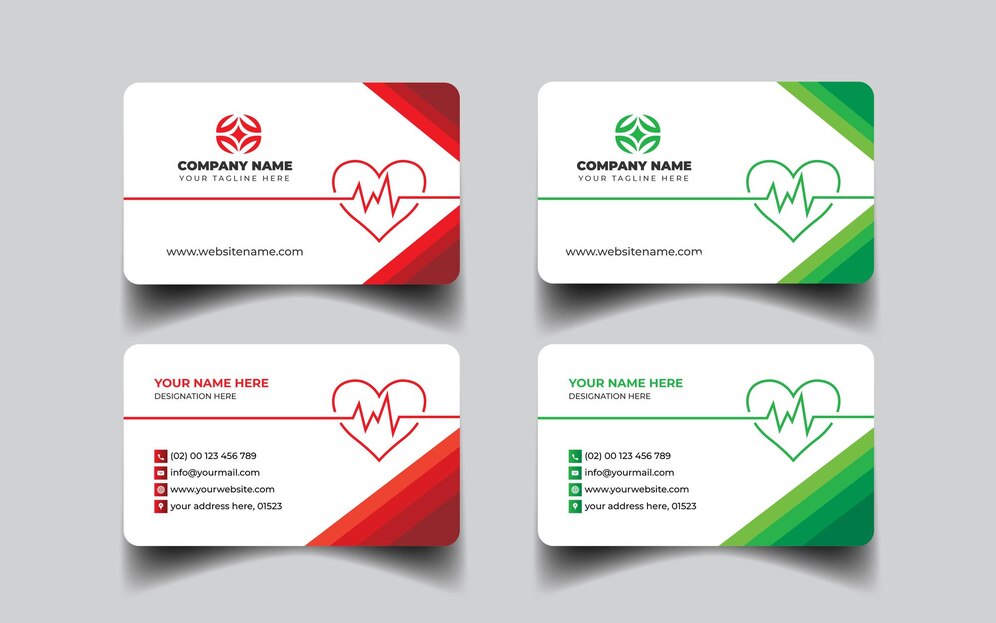 COMPANY NAME
YOUR TAGLINE HERE
www.websitename.com
COMPANY NAME
YOUR TAGLINE HERE
www.websitename.com
YOUR NAME HERE
DESIGNATION HERE
(02) 00 123 456 789
info@yourmail.com
www.yourwebsite.com
your address here, 01523
YOUR NAME HERE
DESIGNATION HERE
(02) 00 123 456 789
info@yourmail.com
www.yourwebsite.com
your address here, 01523